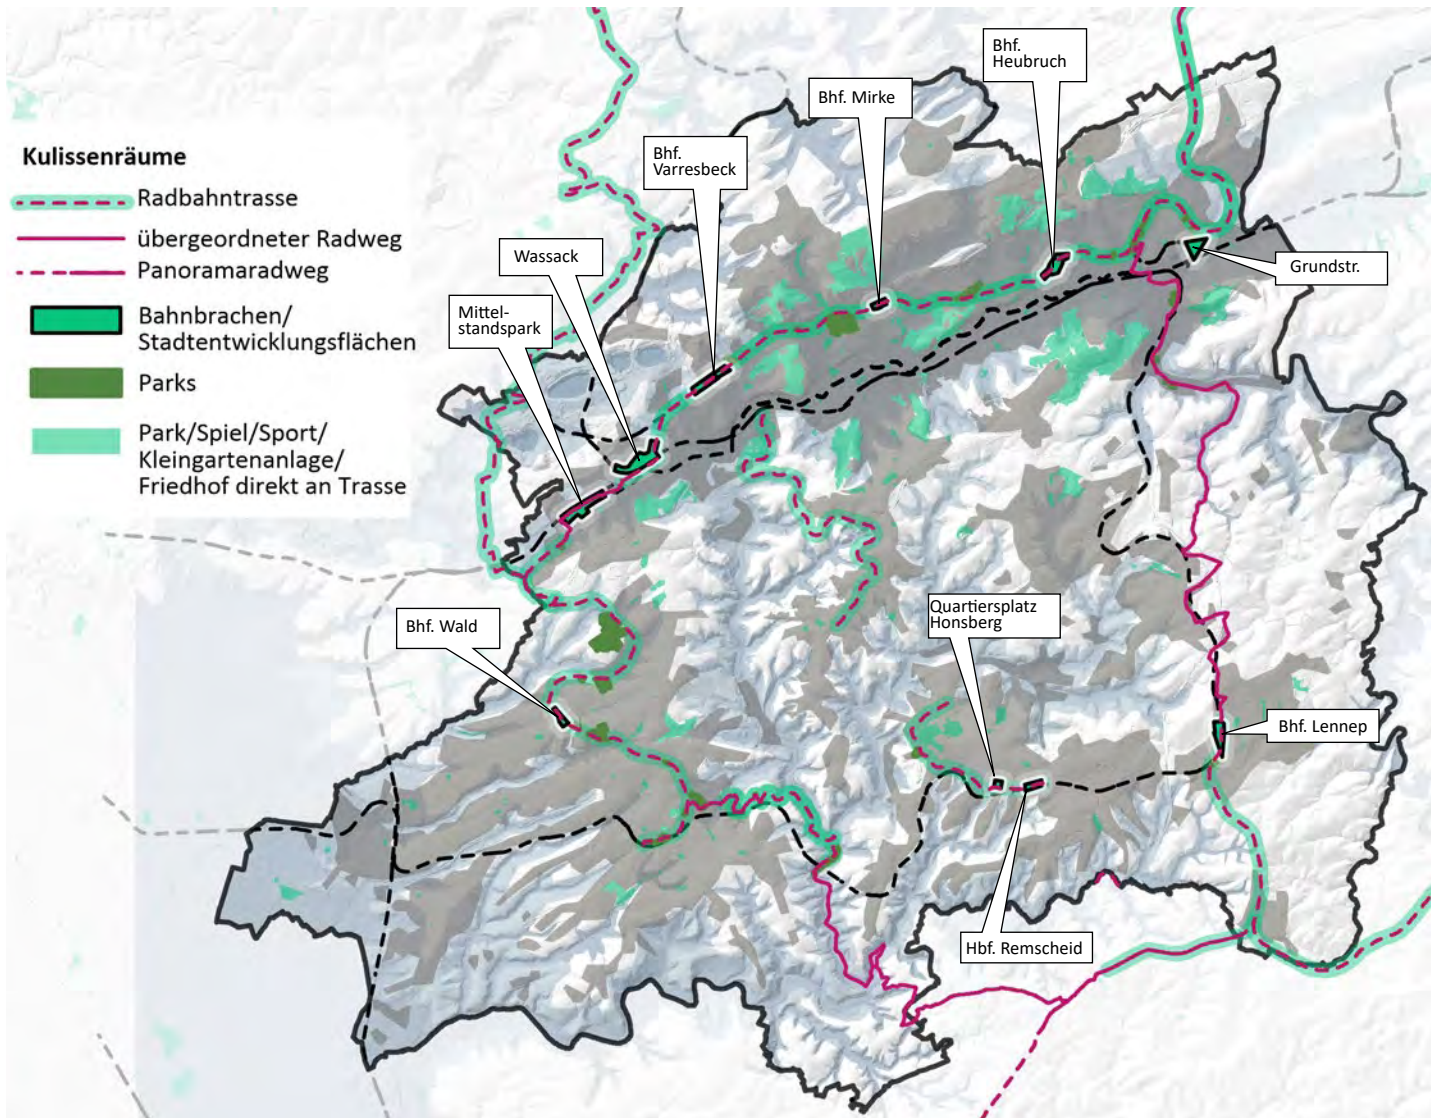 Kulissenräume
Radbahntrasse
übergeordneter Radweg
Panoramaradweg
Bahnbrachen/
Stadtentwicklungsflächen
Parks
Park/Spiel/Sport/
Kleingartenanlage/
Friedhof direkt an Trasse
Bhf.
Heubruch
Bhf. Mirke
Bhf.
Varresbeck
Wassack
Mittel-
standspark
Grundstr.
Bhf. Wald
Quartiersplatz
Honsberg
Bhf. Lennep
Hbf. Remscheid